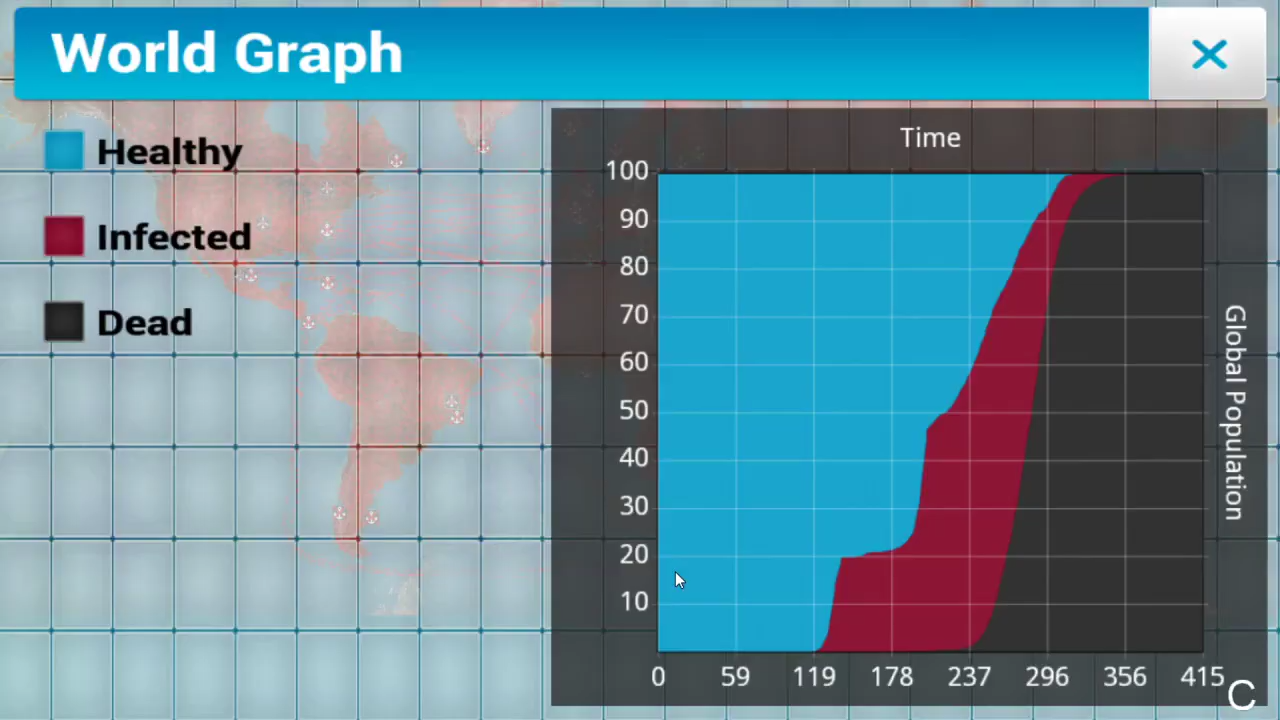 World Graph
Healthy
Infected
Dead
Time
100
90
80
70
60
50
40
30
20
10
0 59 119 178 237 296 356 415
Global Population
C